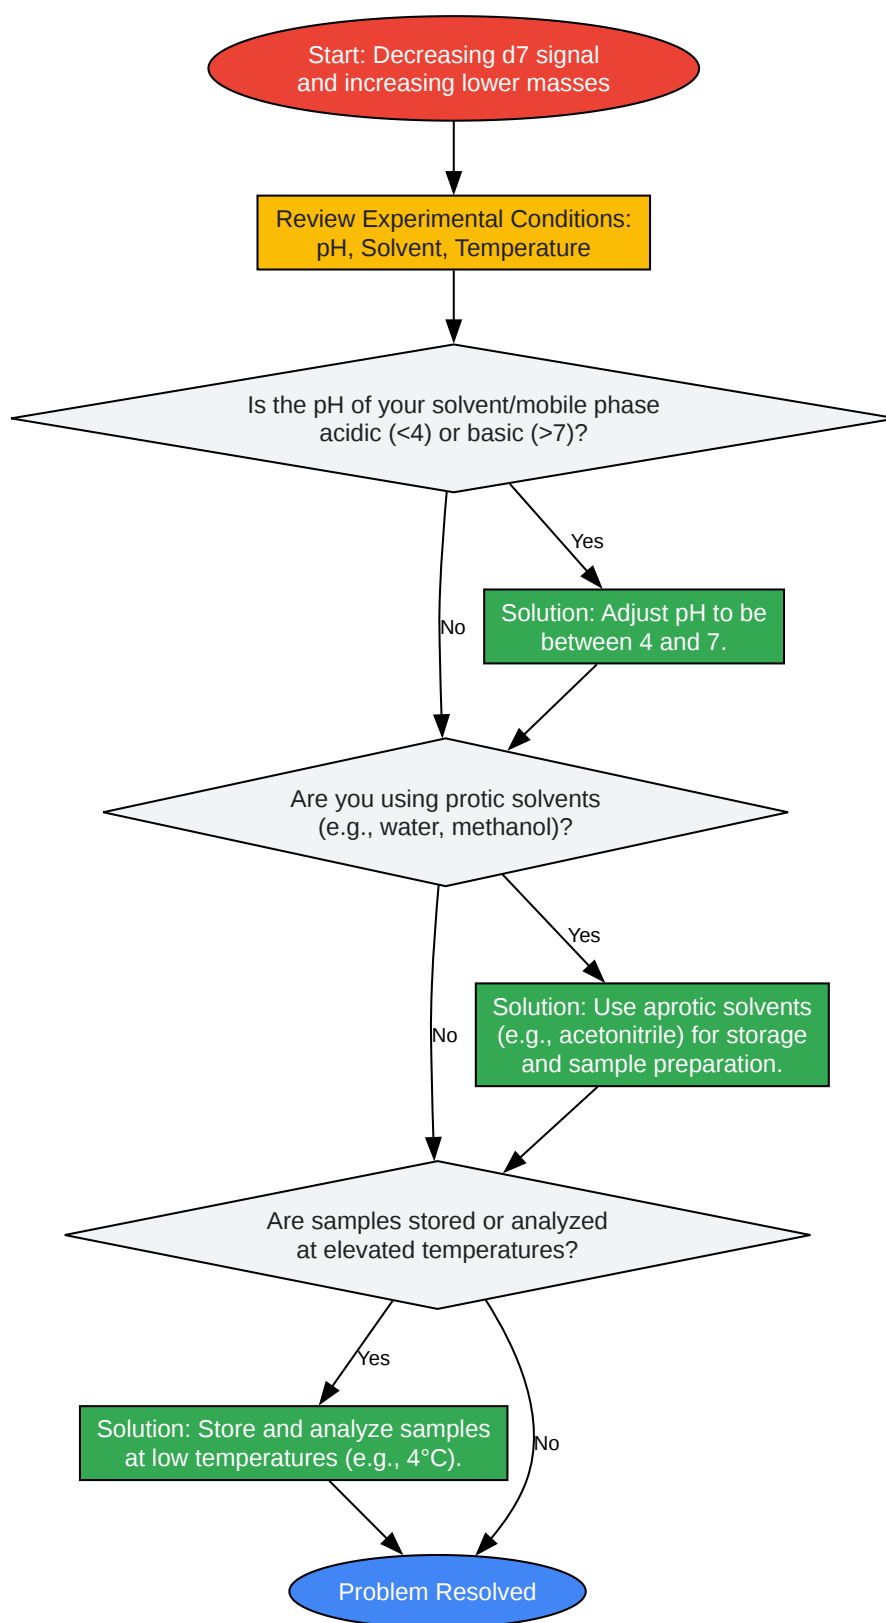 Start: Decreasing d7 signal
and increasing lower masses
Review Experimental Conditions:
pH, Solvent, Temperature
Is the pH of your solvent/mobile phase
acidic (<4) or basic (>7)?
Yes
Solution: Adjust pH to be
between 4 and 7.
No
Are you using protic solvents
(e.g., water, methanol)?
Yes
Solution: Use aprotic solvents
(e.g., acetonitrile) for storage
and sample preparation.
No
Are samples stored or analyzed
at elevated temperatures?
Yes
Solution: Store and analyze samples
at low temperatures (e.g., 4°C).
No
Problem Resolved